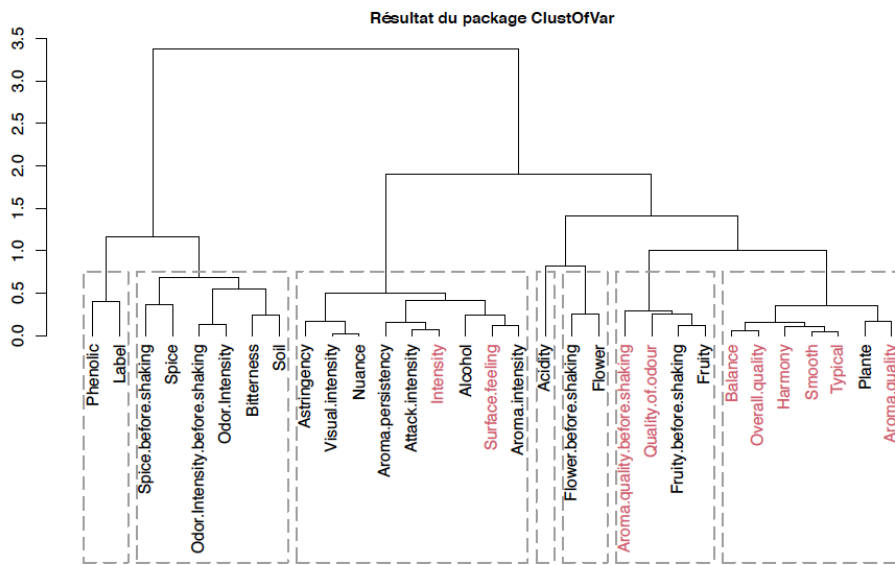 Résultat du package ClustOfVar
3.5
3.0
2.5
2.0
1.5
1.0
0.5
0.0
Phenolic
Label
Spice.before.shaking
Spice
Odor.Intensity.before.shaking
Odor.Intensity
Bitterness
Soil
Astringency
Visual.intensity
Nuance
Aroma.persistency
Attack.intensity
Intensity
Alcohol
Surface.feeling
Aroma.intensity
Acidity
Flower.before.shaking
Flower
Aroma.quality.before.shaking
Quality.of.odour
Fruity.before.shaking
Fruity
Balance
Overall.quality
Harmony
Smooth
Typical
Plante
Aroma.quality